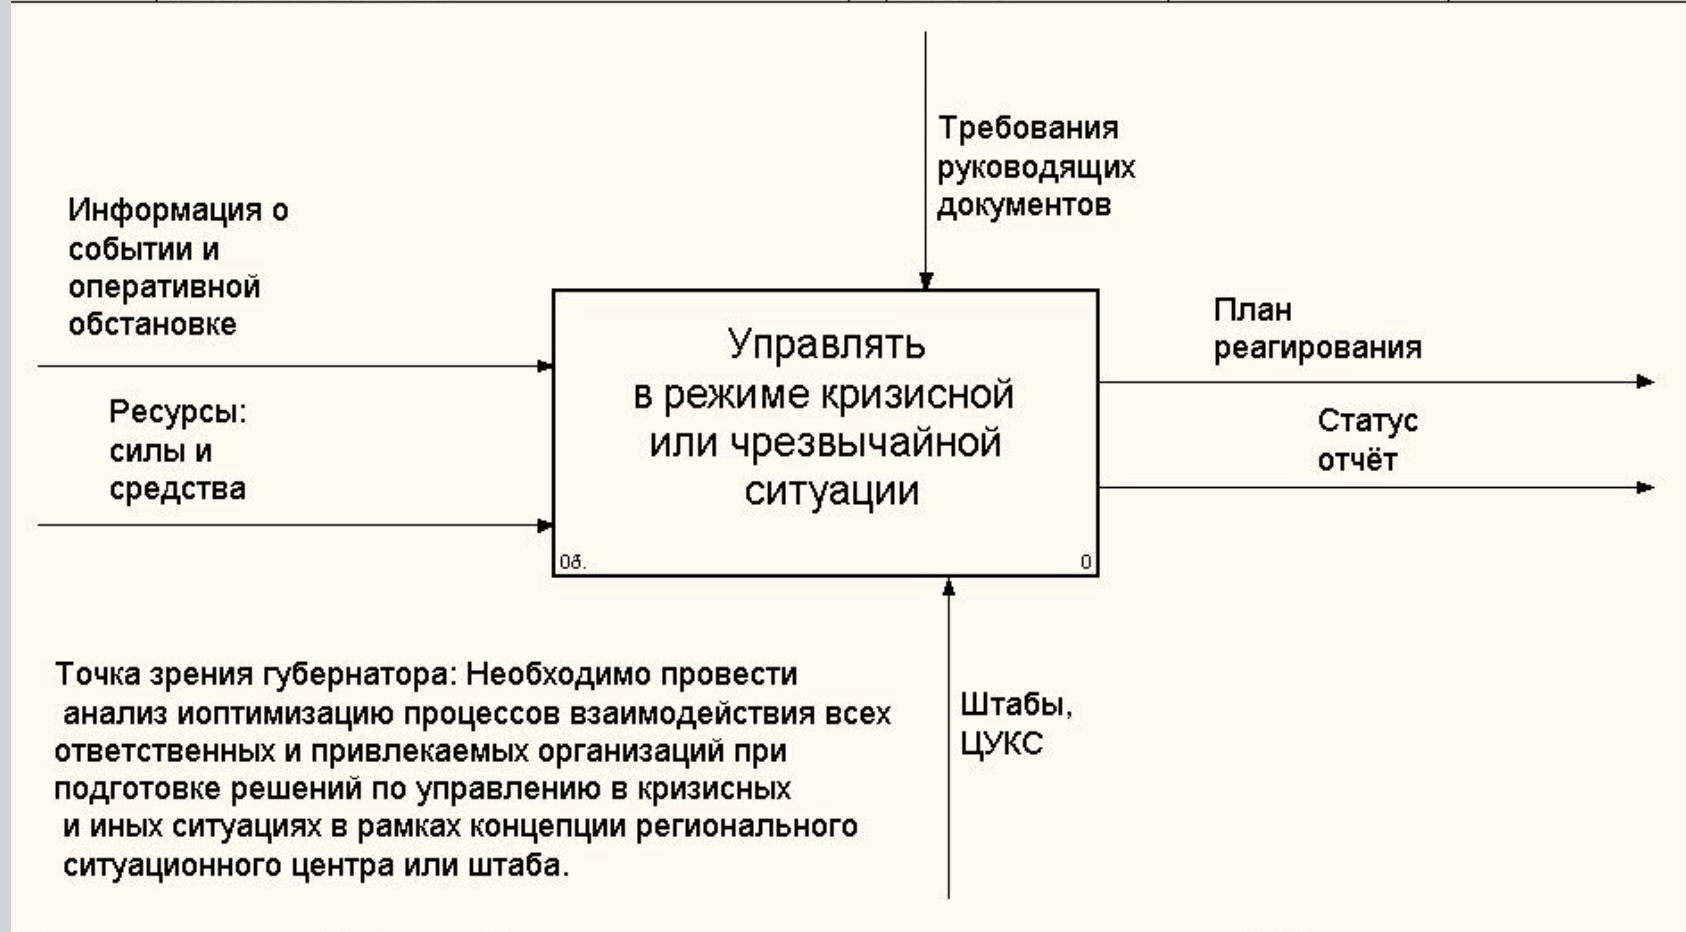 Требования
руководящих
документов
Информация о
событии и
оперативной
обстановке
Ресурсы:
силы и
средства
Управлять
в режиме кризисной
или чрезвычайной
ситуации
0
План
реагирования
Статус
отчёт
Штабы,
ЦУКС
Точка зрения губернатора: Необходимо провести
анализ иоптимизацию процессов взаимодействия всех
ответственных и привлекаемых организаций при
подготовке решений по управлению в кризисных
и иных ситуациях в рамках концепции регионального
ситуационного центра или штаба.